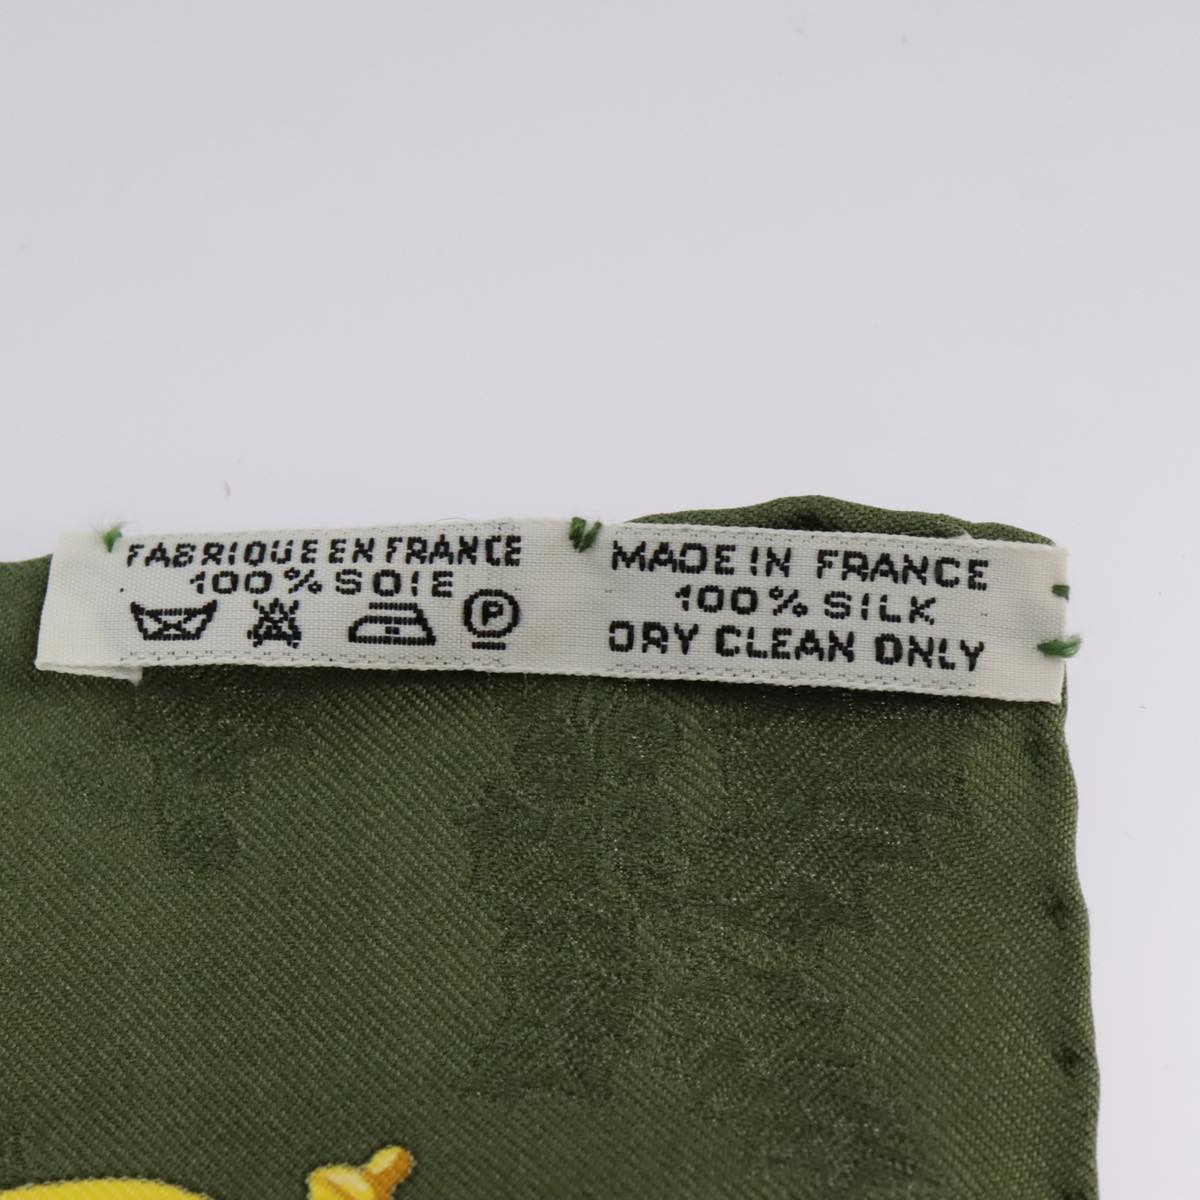 FABRIQUE EN FRANCE
100% SOIE
P
MADE IN FRANCE
100% SILK
DRY CLEAN ONLY